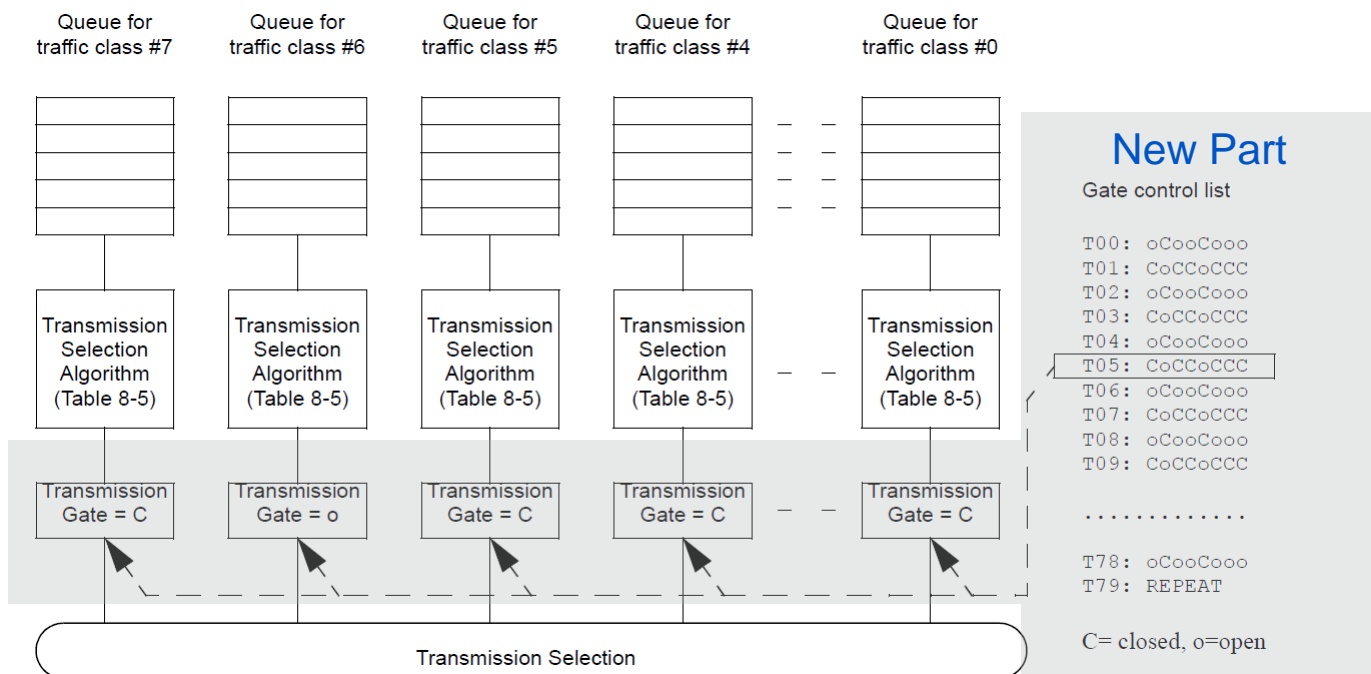 Queue for traffic class #7
Queue for traffic class #6
Queue for traffic class #5
Queue for traffic class #4
Queue for traffic class #0
Transmission Selection Algorithm (Table 8-5)
Transmission Selection Algorithm (Table 8-5)
Transmission Selection Algorithm (Table 8-5)
Transmission Selection Algorithm (Table 8-5)
Transmission Selection Algorithm (Table 8-5)
Transmission Gate = C
Transmission Gate = o
Transmission Gate = C
Transmission Gate = C
Transmission Gate = C
Transmission Selection
New Part
Gate control list
T00: oCooCooo
T01: CoCCoCCC
T02: oCooCooo
T03: CoCCoCCC
T04: oCooCooo
T05: CoCCoCCC
T06: oCooCooo
T07: CoCCoCCC
T08: oCooCooo
T09: CoCCoCCC
.............
T78: oCooCooo
T79: REPEAT
C= closed, o=open